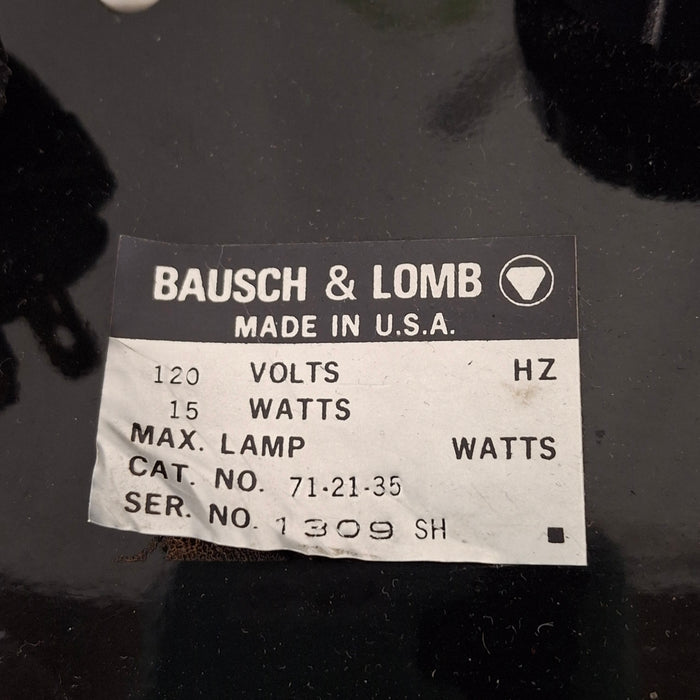 BAUSCH & LOMB
MADE IN U.S.A.
120 VOLTS HZ
15 WATTS
MAX. LAMP WATTS
CAT. NO. 71-21-35
SER. NO. 1309 SH